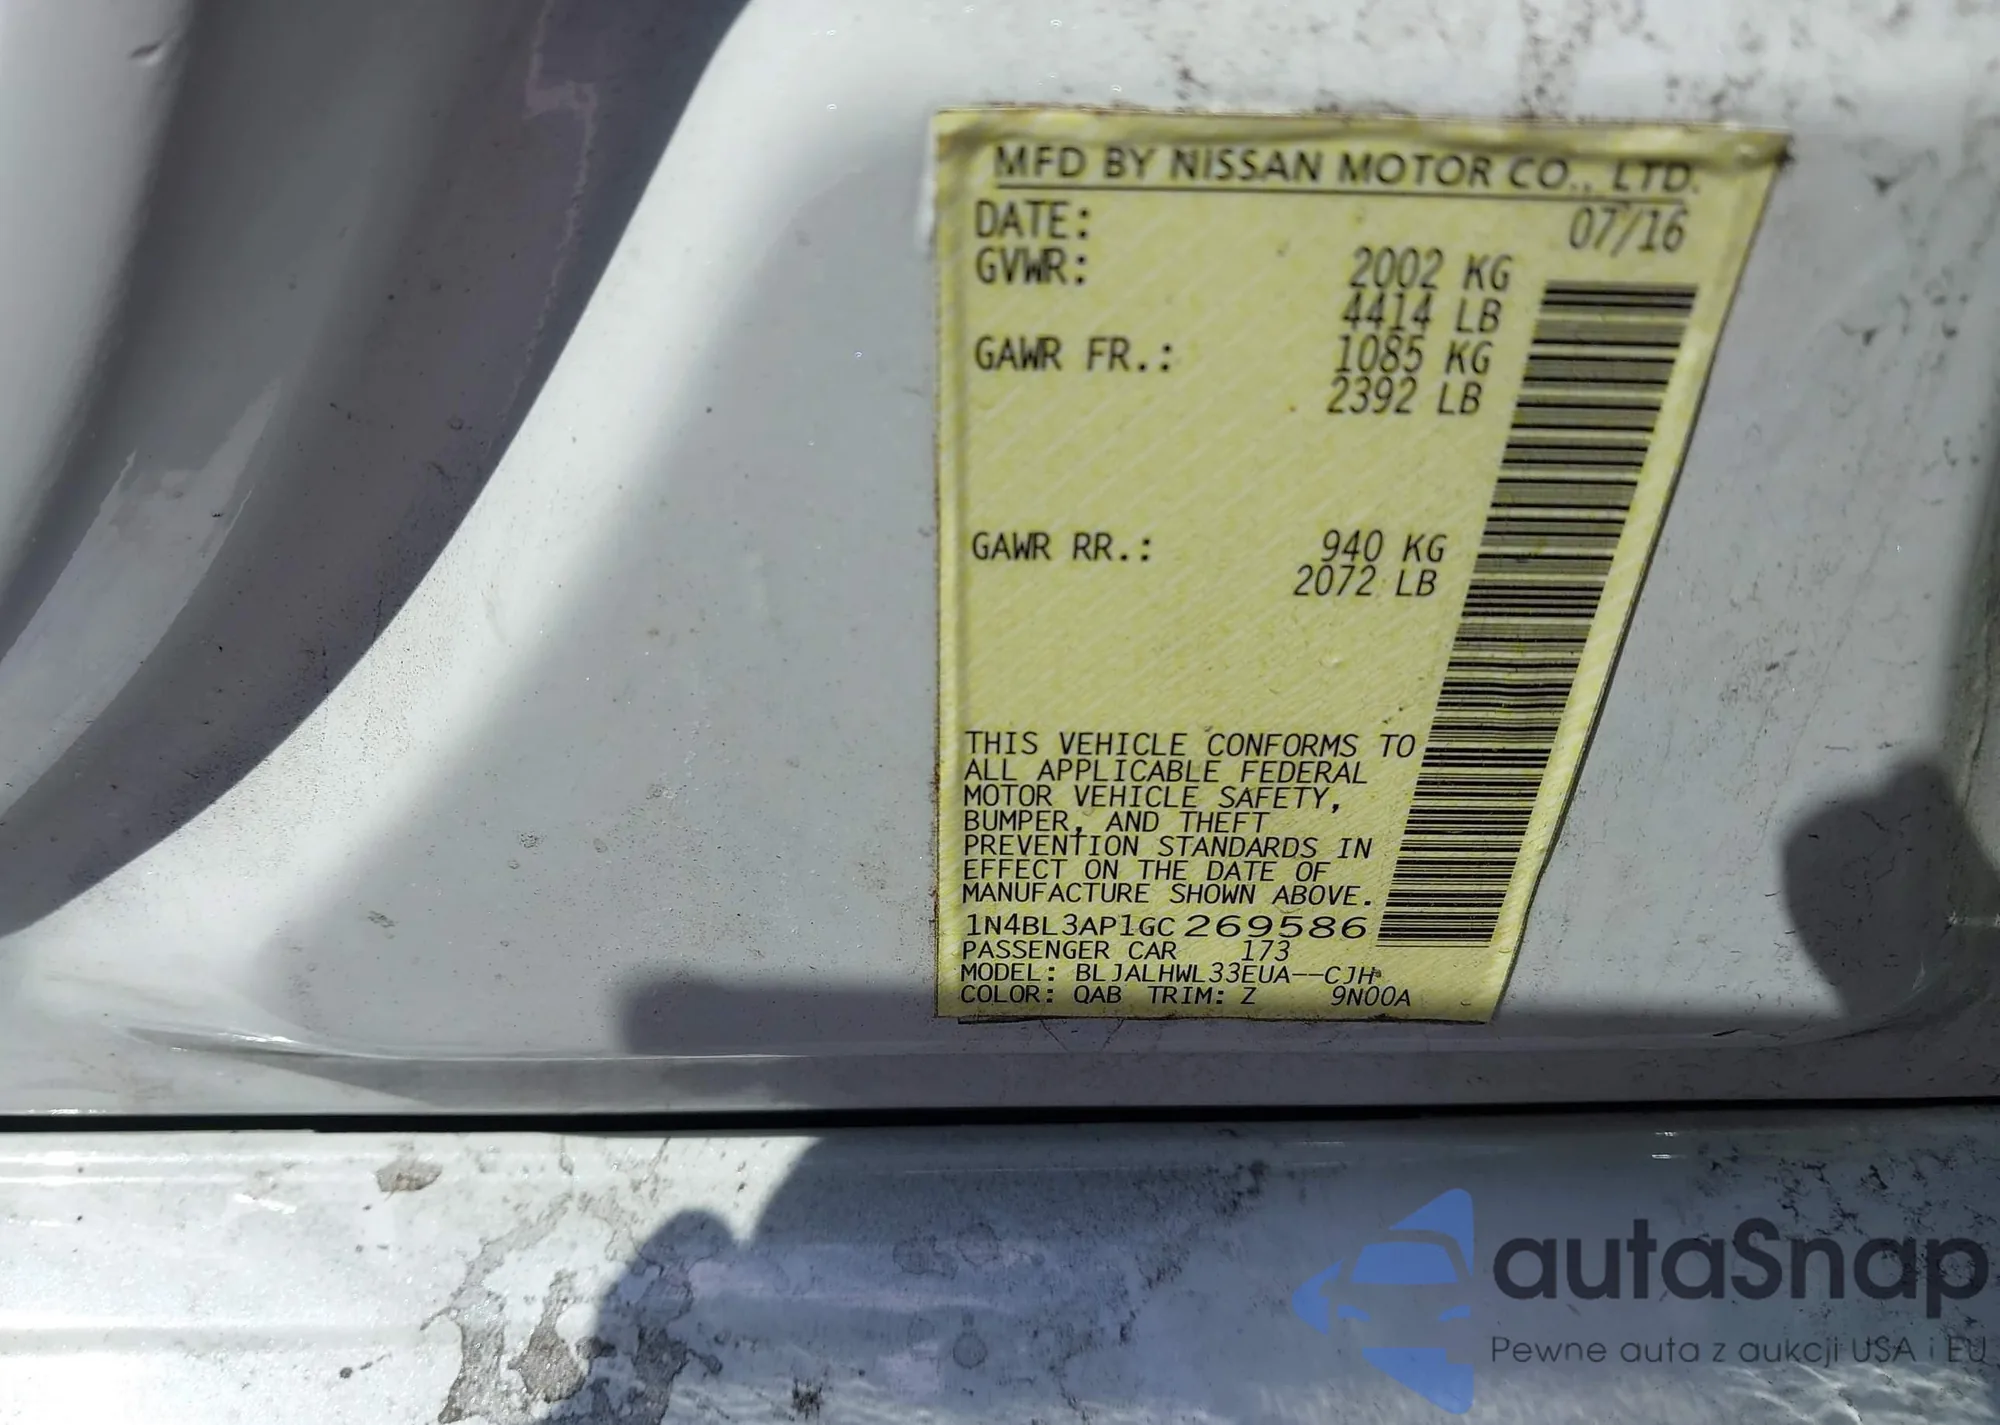 MFD BY NISSAN MOTOR CO., LTD.
DATE: 07/16
GVWR: 2002 KG
4414 LB
GAWR FR.: 1085 KG
2392 LB
GAWR RR.: 940 KG
2072 LB
THIS VEHICLE CONFORMS TO
ALL APPLICABLE FEDERAL
MOTOR VEHICLE SAFETY,
BUMPER, AND THEFT
PREVENTION STANDARDS IN
EFFECT ON THE DATE OF
MANUFACTURE SHOWN ABOVE.
1N4BL3AP1GC269586
PASSENGER CAR 173
MODEL: BLJALHWL33EUA--CJH
COLOR: QAB TRIM: Z 9N00A
autaSnap
Pewne auta z aukcji USA i EU